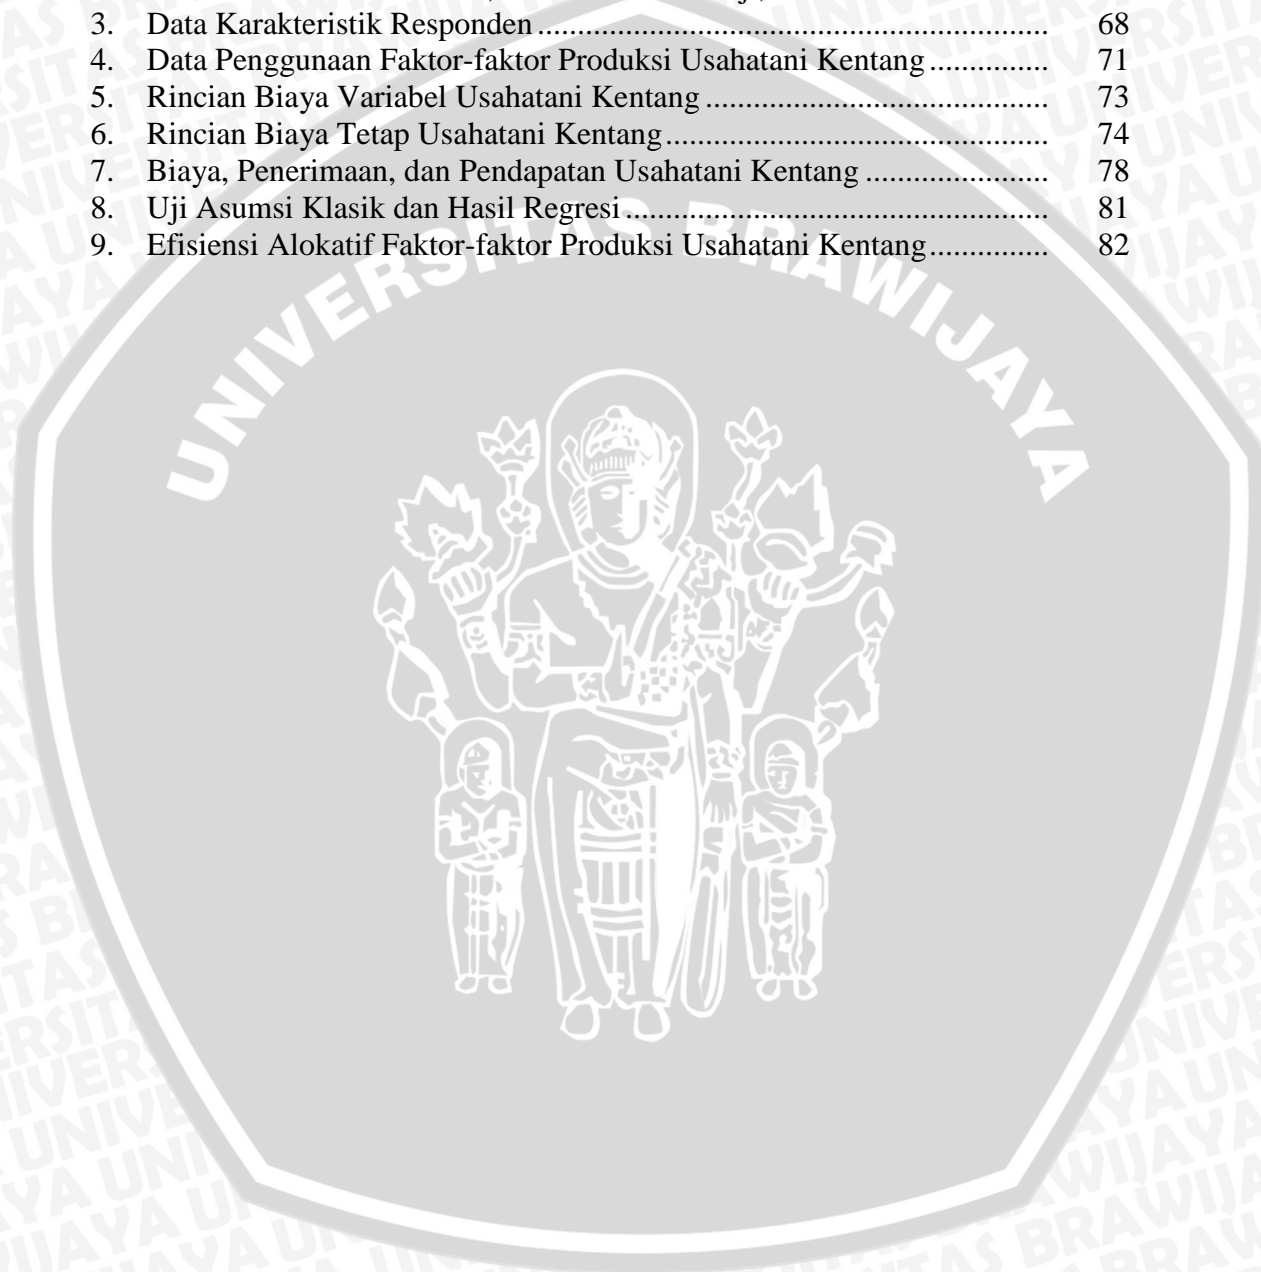 3. Data Karakteristik Responden ................................................................ 68
4. Data Penggunaan Faktor-faktor Produksi Usahatani Kentang ............... 71
5. Rincian Biaya Variabel Usahatani Kentang ........................................... 73
6. Rincian Biaya Tetap Usahatani Kentang ................................................ 74
7. Biaya, Penerimaan, dan Pendapatan Usahatani Kentang ....................... 78
8. Uji Asumsi Klasik dan Hasil Regresi ..................................................... 81
9. Efisiensi Alokatif Faktor-faktor Produksi Usahatani Kentang ............... 82
UNIVERSITAS BRAWIJAYA